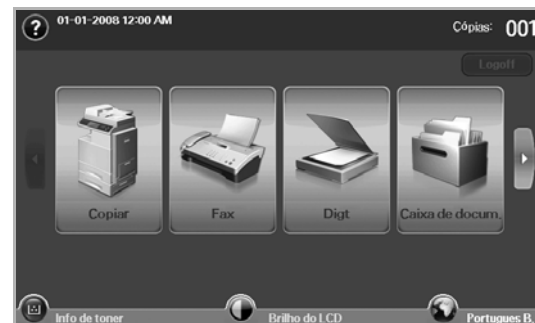 01-01-2008 12:00 AM
Cópias: 001
Logoff
Copiar
Fax
Digt
Caixa de docum.
Info de toner
Brilho do LCD
Portugues B.